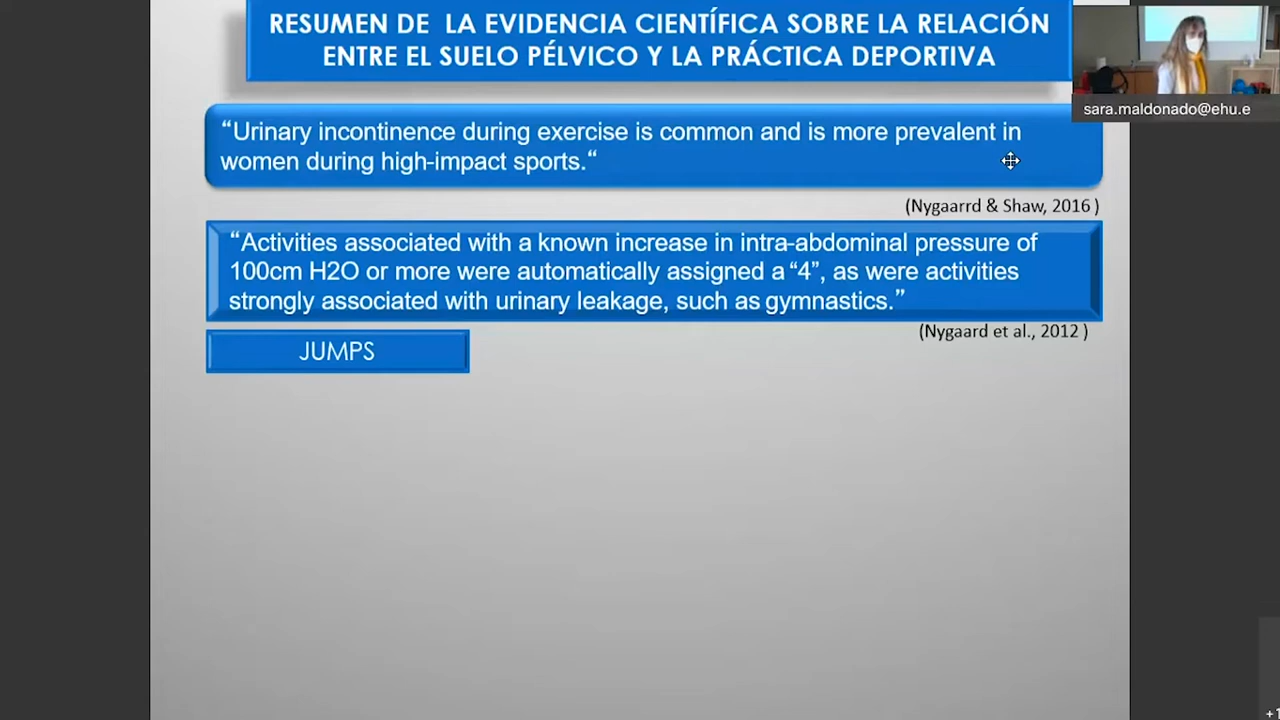 RESUMEN DE LA EVIDENCIA CIENTÍFICA SOBRE LA RELACIÓN
ENTRE EL SUELO PÉLVICO Y LA PRÁCTICA DEPORTIVA
sara.maldonado@ehu.e
“Urinary incontinence during exercise is common and is more prevalent in
women during high-impact sports.“
(Nygaarrd & Shaw, 2016 )
“Activities associated with a known increase in intra-abdominal pressure of
100cm H2O or more were automatically assigned a “4”, as were activities
strongly associated with urinary leakage, such as gymnastics.”
(Nygaard et al., 2012 )
JUMPS